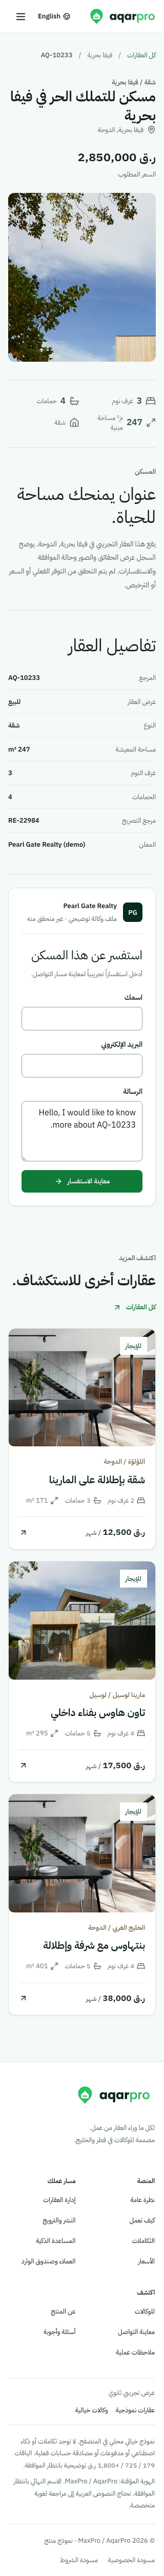 aqarpro
English
كل العقارات / فيفا بحرية / AQ-10233
شقة / فيفا بحرية
مسكن للتملك الحر في فيفا
بحرية
فيفا بحرية، الدوحة
ر.ق 2,850,000
السعر المطلوب
3 غرف نوم
4 حمامات
247 م² مساحة
مبنية
شقة
المسكن
عنوان يمنحك مساحة
للحياة.
يقع هذا العقار التجريبي في فيفا بحرية، الدوحة. يوضح
السجل عرض الحقائق والصور وحالة الموافقة
والاستفسارات. لم يتم التحقق من التوفر الفعلي أو السعر
أو الترخيص.
تفاصيل العقار
المرجع AQ-10233
غرض العقار للبيع
النوع شقة
مساحة المعيشة 247 m²
غرف النوم 3
الحمامات 4
مرجع التصريح RE-22984
المعلن Pearl Gate Realty (demo)
PG
Pearl Gate Realty
ملف وكالة توضيحي · غير متحقق منه
استفسر عن هذا المسكن
أدخل استفساراً تجريبياً لمعاينة مسار التواصل.
اسمك
البريد الإلكتروني
الرسالة
Hello, I would like to know
more about AQ-10233.
معاينة الاستفسار
اكتشف المزيد
عقارات أخرى للاستكشاف.
كل العقارات
للإيجار
اللؤلؤة / الدوحة
شقة بإطلالة على المارينا
2 غرف نوم 3 حمامات 171 m²
ر.ق 12,500 / شهر
للإيجار
مارينا لوسيل / لوسيل
تاون هاوس بفناء داخلي
4 غرف نوم 5 حمامات 295 m²
ر.ق 17,500 / شهر
للإيجار
الخليج الغربي / الدوحة
بنتهاوس مع شرفة وإطلالة
4 غرف نوم 5 حمامات 401 m²
ر.ق 38,000 / شهر
aqarpro
لكل ما وراء العقار من عمل.
مصممة للوكالات في قطر والخليج.
المنصة
نظرة عامة
كيف تعمل
التكاملات
الأسعار
مسار عملك
إدارة العقارات
النشر والترويج
المساعدة الذكية
العملاء وصندوق الوارد
اكتشف
للوكالات
معاينة التواصل
ملاحظات عملية
عن المنتج
أسئلة وأجوبة
عرض تجريبي ثانوي
عقارات نموذجية وكالات خيالية
نموذج خيالي محلي في المتصفح. لا توجد تكاملات أو ذكاء
اصطناعي أو مدفوعات أو مصادقة حسابات فعلية. الباقات
179 / 725 / 1,800+ ر.ق توضيحية بانتظار الموافقة.
الهوية المؤقتة: MaxPro / AqarPro. الاسم النهائي بانتظار
الموافقة. تحتاج النصوص العربية إلى مراجعة لغوية
متخصصة.
© 2026 MaxPro / AqarPro · نموذج منتج
مسودة الخصوصية مسودة الشروط